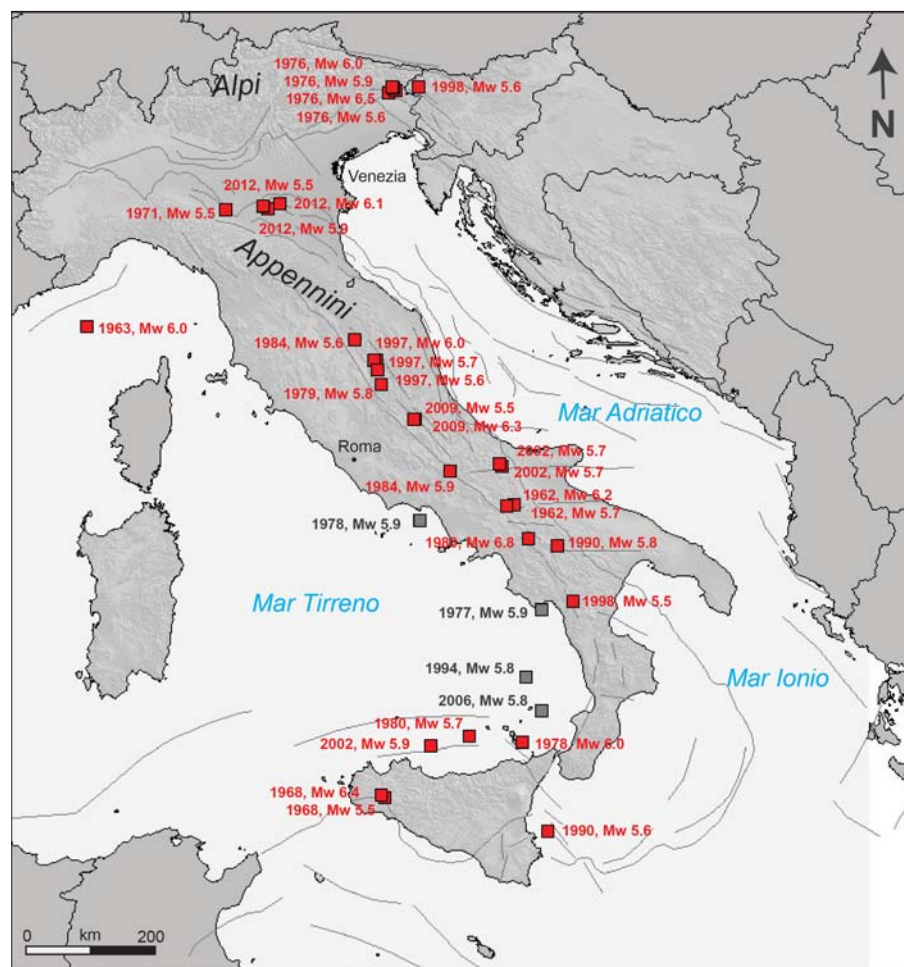 1976, Mw 6.0
Alpi
1976, Mw 5.9
1998, Mw 5.6
1976, Mw 6.5
1976, Mw 5.6
N
Venezia
2012, Mw 5.5
1971, Mw 5.5
2012, Mw 6.1
2012, Mw 5.9
Appennini
1963, Mw 6.0
1984, Mw 5.6
1997, Mw 6.0
1997, Mw 5.7
1997, Mw 5.6
1979, Mw 5.8
2009, Mw 5.5
Mar Adriatico
2009, Mw 6.3
Roma
2002, Mw 5.7
2002, Mw 5.7
1984, Mw 5.9
1962, Mw 6.2
1962, Mw 5.7
1978, Mw 5.9
Mw 6.8
1990, Mw 5.8
Mar Tirreno
1998, Mw 5.5
1977, Mw 5.9
1994, Mw 5.8
Mar Ionio
2006, Mw 5.8
1980, Mw 5.7
2002, Mw 5.9
1978, Mw 6.0
1968, Mw 6.4
1968, Mw 5.5
1990, Mw 5.6
km
0 200